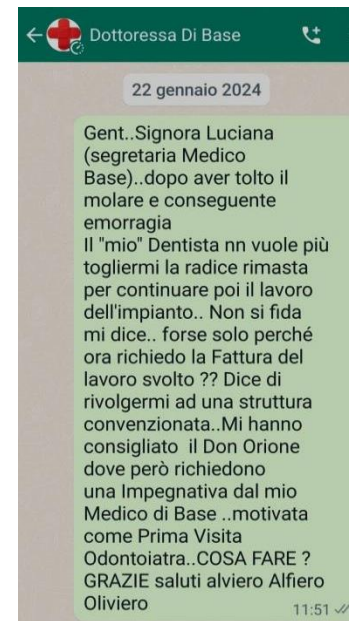 Dottoressa Di Base
22 gennaio 2024
Gent..Signora Luciana
(segretaria Medico
Base)..dopo aver tolto il
molare e conseguente
emorragia
Il "mio" Dentista nn vuole più
togliermi la radice rimasta
per continuare poi il lavoro
dell'impianto.. Non si fida
mi dice.. forse solo perché
ora richiedo la Fattura del
lavoro svolto ?? Dice di
rivolgermi ad una struttura
convenzionata..Mi hanno
consigliato il Don Orione
dove però richiedono
una Impegnativa dal mio
Medico di Base ..motivata
come Prima Visita
Odontoiatra..COSA FARE ?
GRAZIE saluti alviero Alfiero
Oliviero
11:51